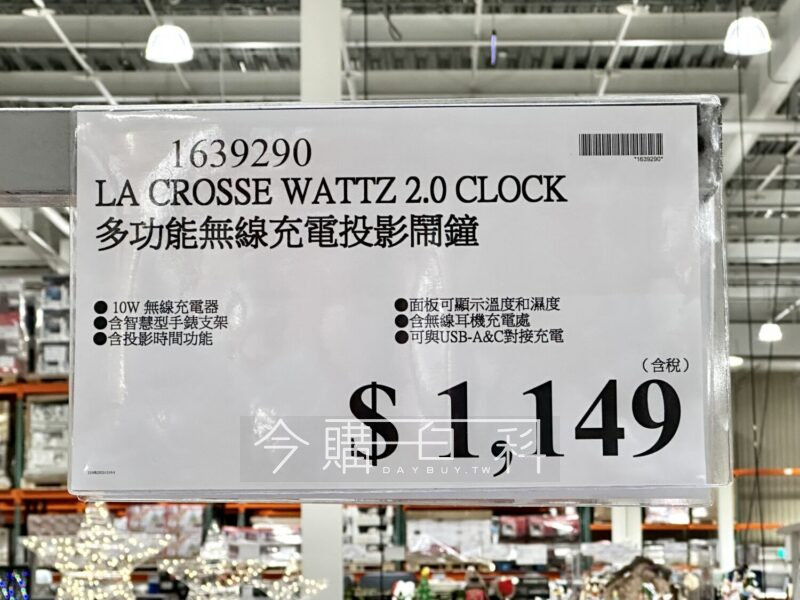 1639290
*1639290*
LA CROSSE WATTZ 2.0 CLOCK
多功能無線充電投影鬧鐘
● 10W 無線充電器
●含智慧型手錶支架
●含投影時間功能
●面板可顯示溫度和濕度
●含無線耳機充電處
●可與USB-A&C對接充電
(含稅)
$ 1,149
今購百科
DAYBUY.TW